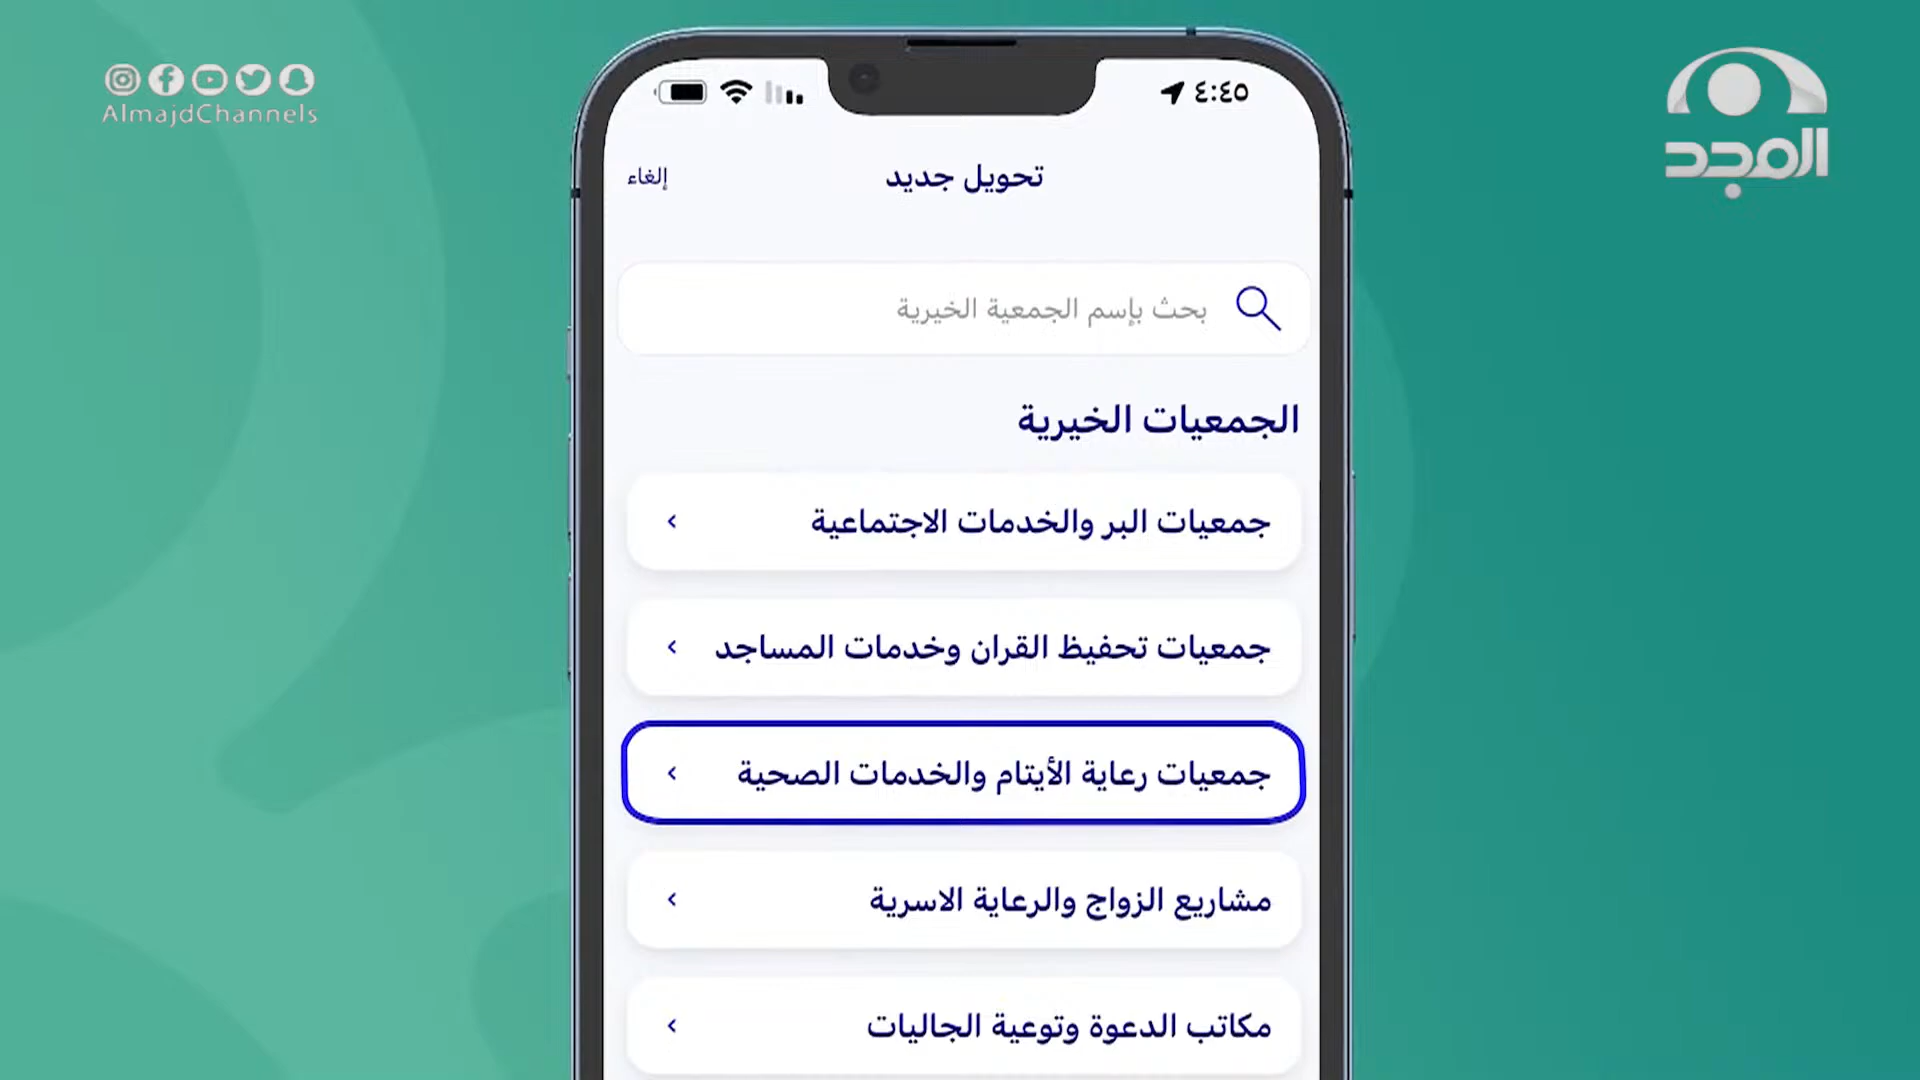 AlmajdChannels
المجد
٤:٤٥
تحويل جديد
إلغاء
بحث بإسم الجمعية الخيرية
الجمعيات الخيرية
جمعيات البر والخدمات الاجتماعية
جمعيات تحفيظ القران وخدمات المساجد
جمعيات رعاية الأيتام والخدمات الصحية
مشاريع الزواج والرعاية الاسرية
مكاتب الدعوة وتوعية الجاليات